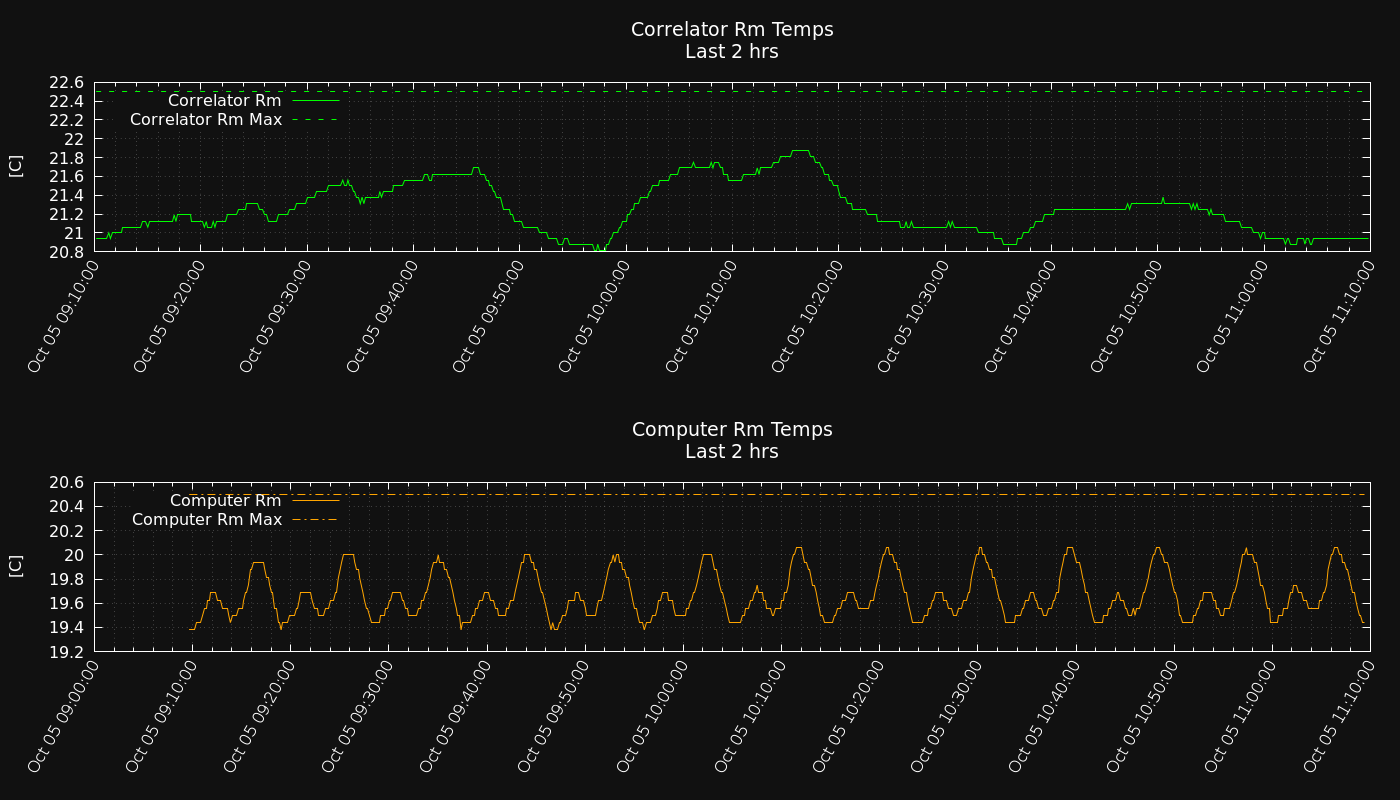 Correlator Rm Temps
Last 2 hrs
22.6
22.4
22.2
22
21.8
21.6
21.4
21.2
21
20.8
[C]
Correlator Rm
Correlator Rm Max
Oct 05 09:10:00
Oct 05 09:20:00
Oct 05 09:30:00
Oct 05 09:40:00
Oct 05 09:50:00
Oct 05 10:00:00
Oct 05 10:10:00
Oct 05 10:20:00
Oct 05 10:30:00
Oct 05 10:40:00
Oct 05 10:50:00
Oct 05 11:00:00
Oct 05 11:10:00
Computer Rm Temps
Last 2 hrs
20.6
20.4
20.2
20
19.8
19.6
19.4
19.2
[C]
Computer Rm
Computer Rm Max
Oct 05 09:00:00
Oct 05 09:10:00
Oct 05 09:20:00
Oct 05 09:30:00
Oct 05 09:40:00
Oct 05 09:50:00
Oct 05 10:00:00
Oct 05 10:10:00
Oct 05 10:20:00
Oct 05 10:30:00
Oct 05 10:40:00
Oct 05 10:50:00
Oct 05 11:00:00
Oct 05 11:10:00